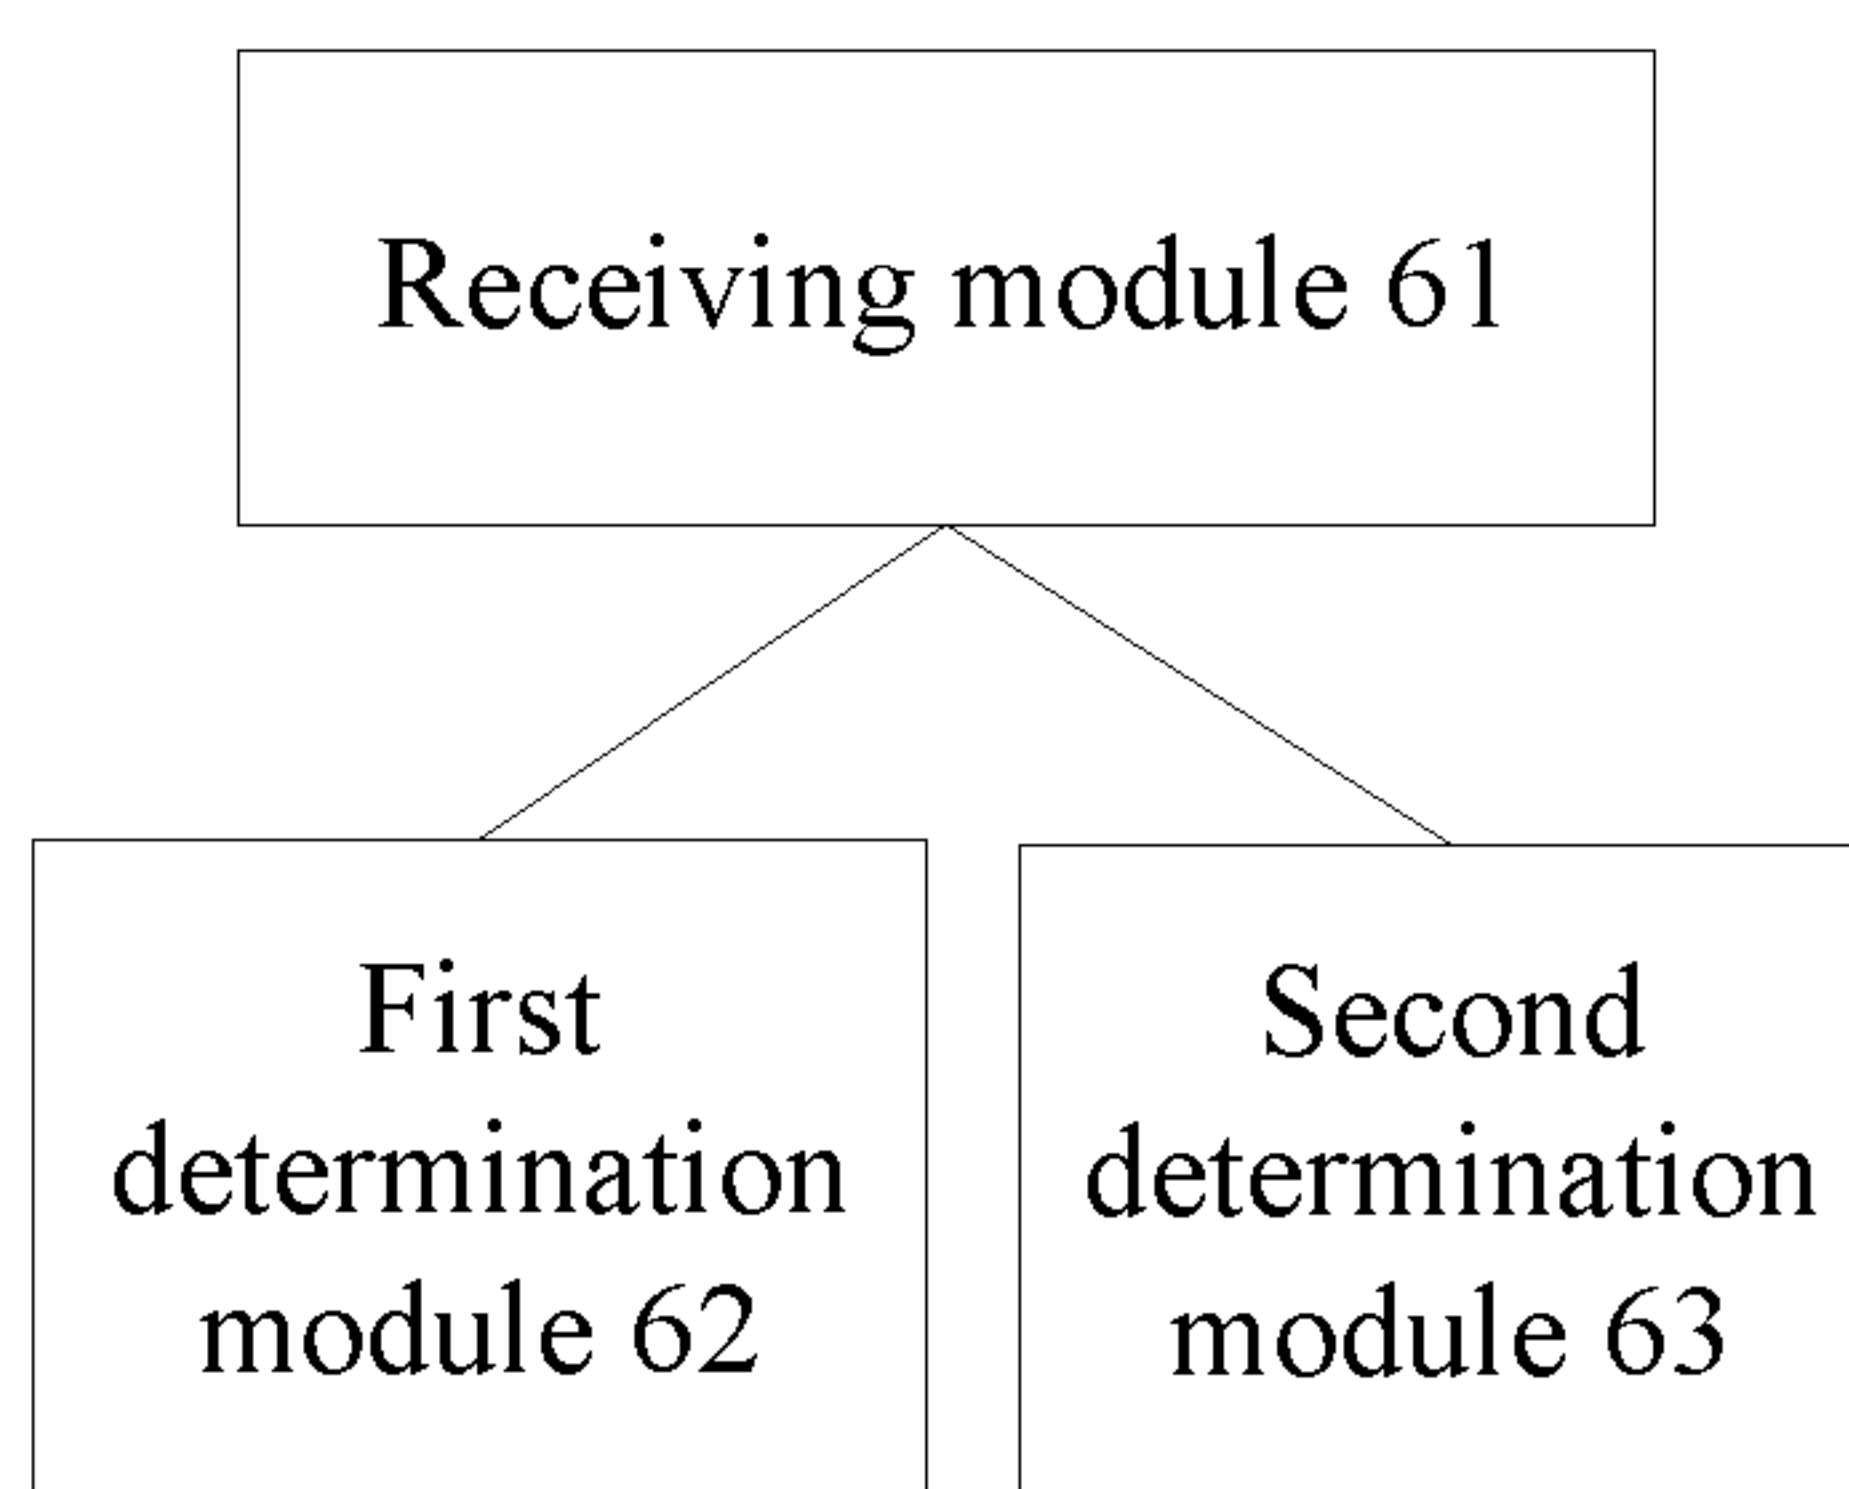 Receiving module 61
First
determination
module 62
Second
determination
module 63